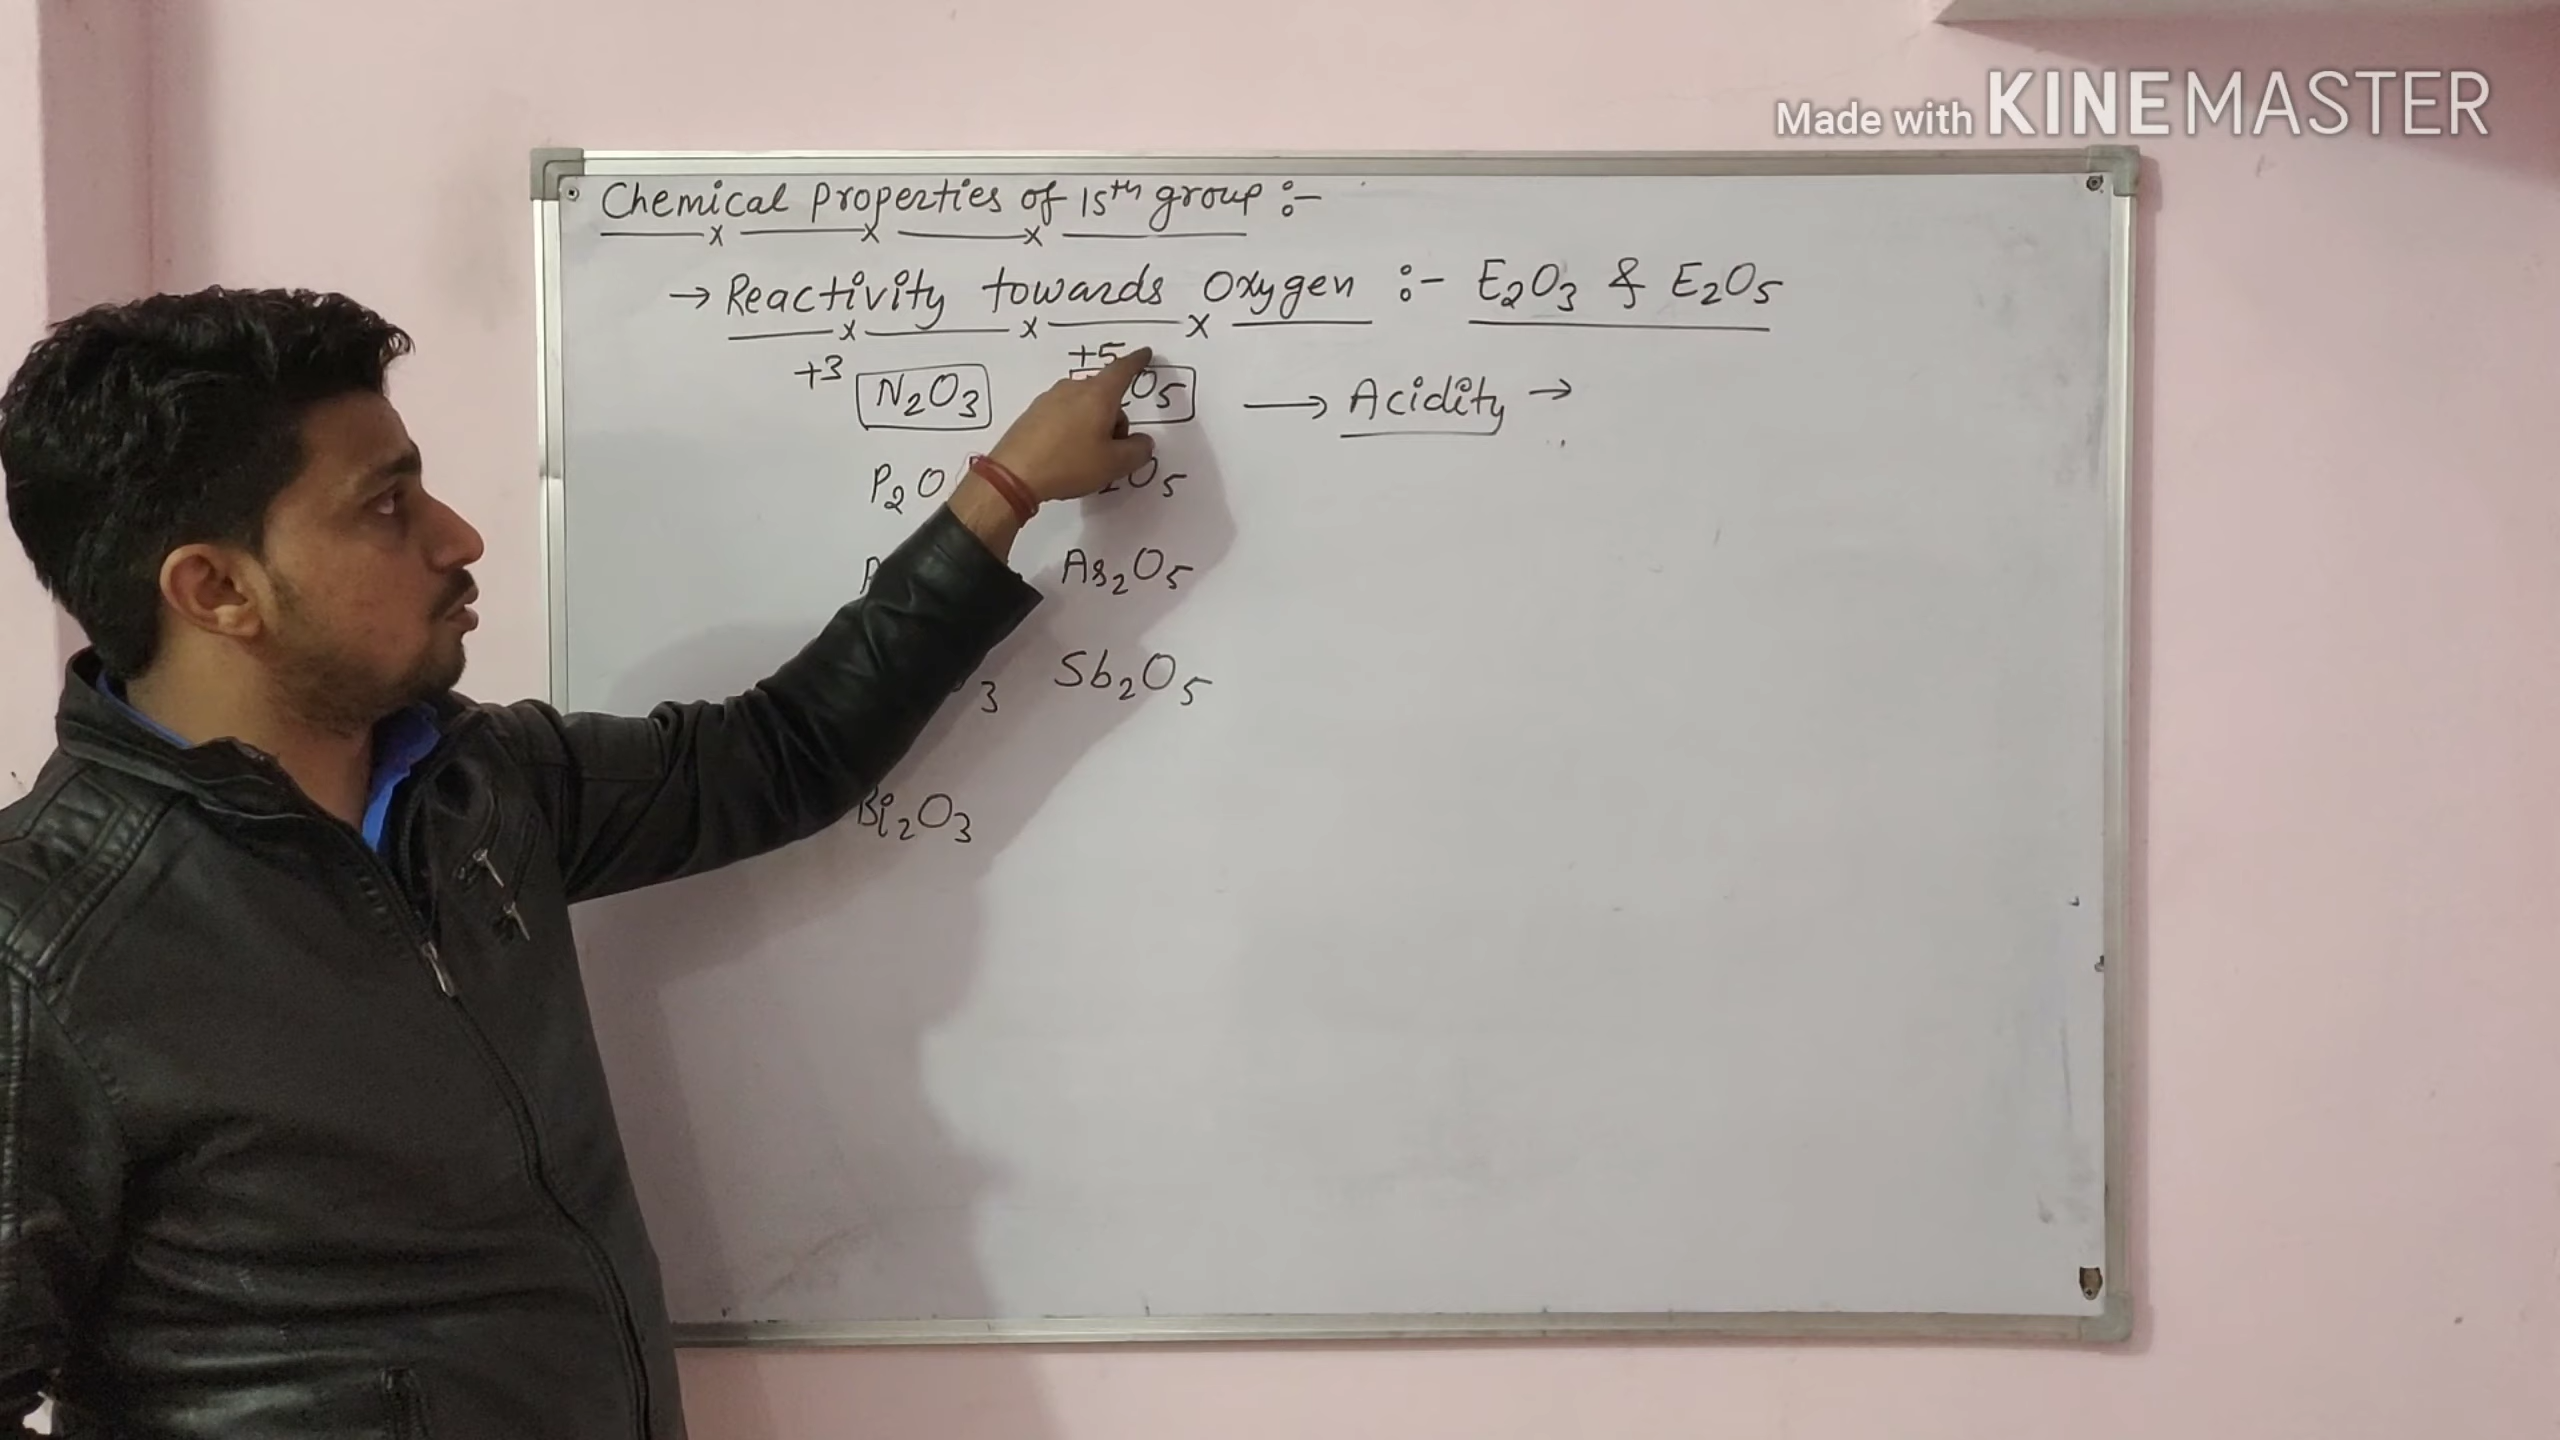 Made with KINEMASTER
Chemical Properties of 15th group :-
→ Reactivity towards Oxygen :- E₂O₃ & E₂O₅
+3 N₂O₃ +5 O₅ → Acidity →
P₂O O₅
As₂O₅
3 Sb₂O₅
Bi₂O₃